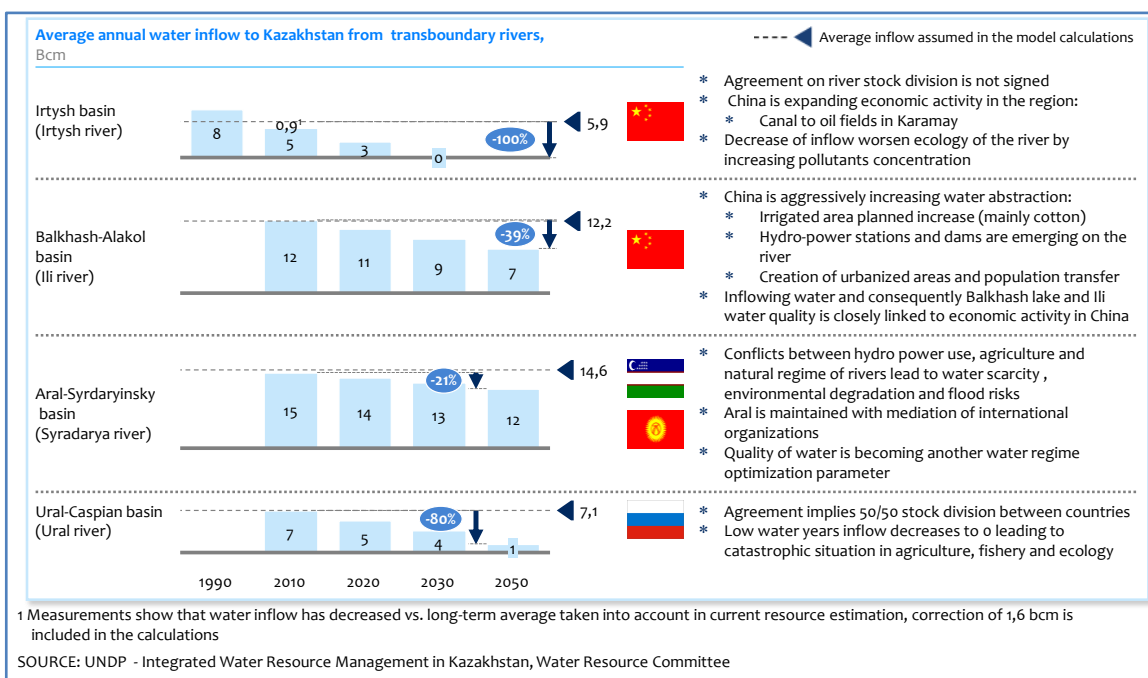 Average annual water inflow to Kazakhstan from transboundary rivers,
Bcm
Average inflow assumed in the model calculations
Irtysh basin
(Irtysh river)
8
0,9¹
5
3
0
-100%
5,9
* Agreement on river stock division is not signed
* China is expanding economic activity in the region:
* Canal to oil fields in Karamay
* Decrease of inflow worsen ecology of the river by
increasing pollutants concentration
Balkhash-Alakol
basin
(Ili river)
12
11
9
7
-39%
12,2
* China is aggressively increasing water abstraction:
* Irrigated area planned increase (mainly cotton)
* Hydro-power stations and dams are emerging on the
river
* Creation of urbanized areas and population transfer
* Inflowing water and consequently Balkhash lake and Ili
water quality is closely linked to economic activity in China
Aral-Syrdaryinsky
basin
(Syradarya river)
15
14
13
12
-21%
14,6
* Conflicts between hydro power use, agriculture and
natural regime of rivers lead to water scarcity ,
environmental degradation and flood risks
* Aral is maintained with mediation of international
organizations
* Quality of water is becoming another water regime
optimization parameter
Ural-Caspian basin
(Ural river)
7
5
4
1
-80%
7,1
* Agreement implies 50/50 stock division between countries
* Low water years inflow decreases to 0 leading to
catastrophic situation in agriculture, fishery and ecology
1990 2010 2020 2030 2050
1 Measurements show that water inflow has decreased vs. long-term average taken into account in current resource estimation, correction of 1,6 bcm is
included in the calculations
SOURCE: UNDP - Integrated Water Resource Management in Kazakhstan, Water Resource Committee